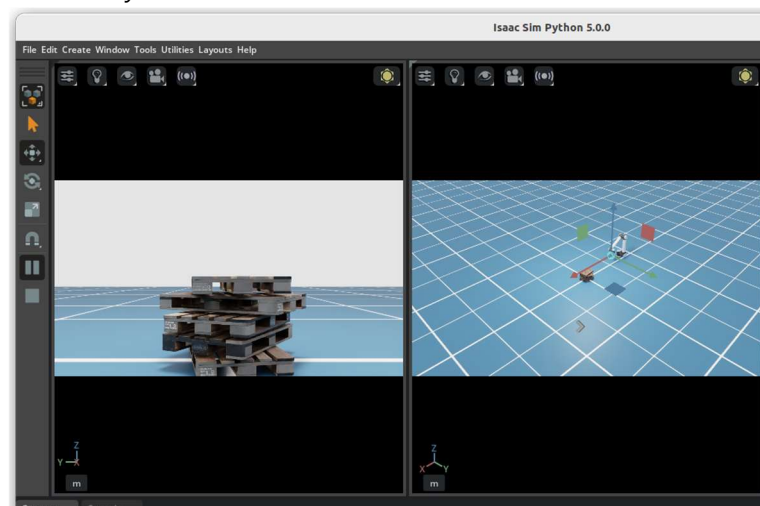 Isaac Sim Python 5.0.0
File Edit Create Window Tools Utilities Layouts Help
Z
Y X
m
Z
X Y
m